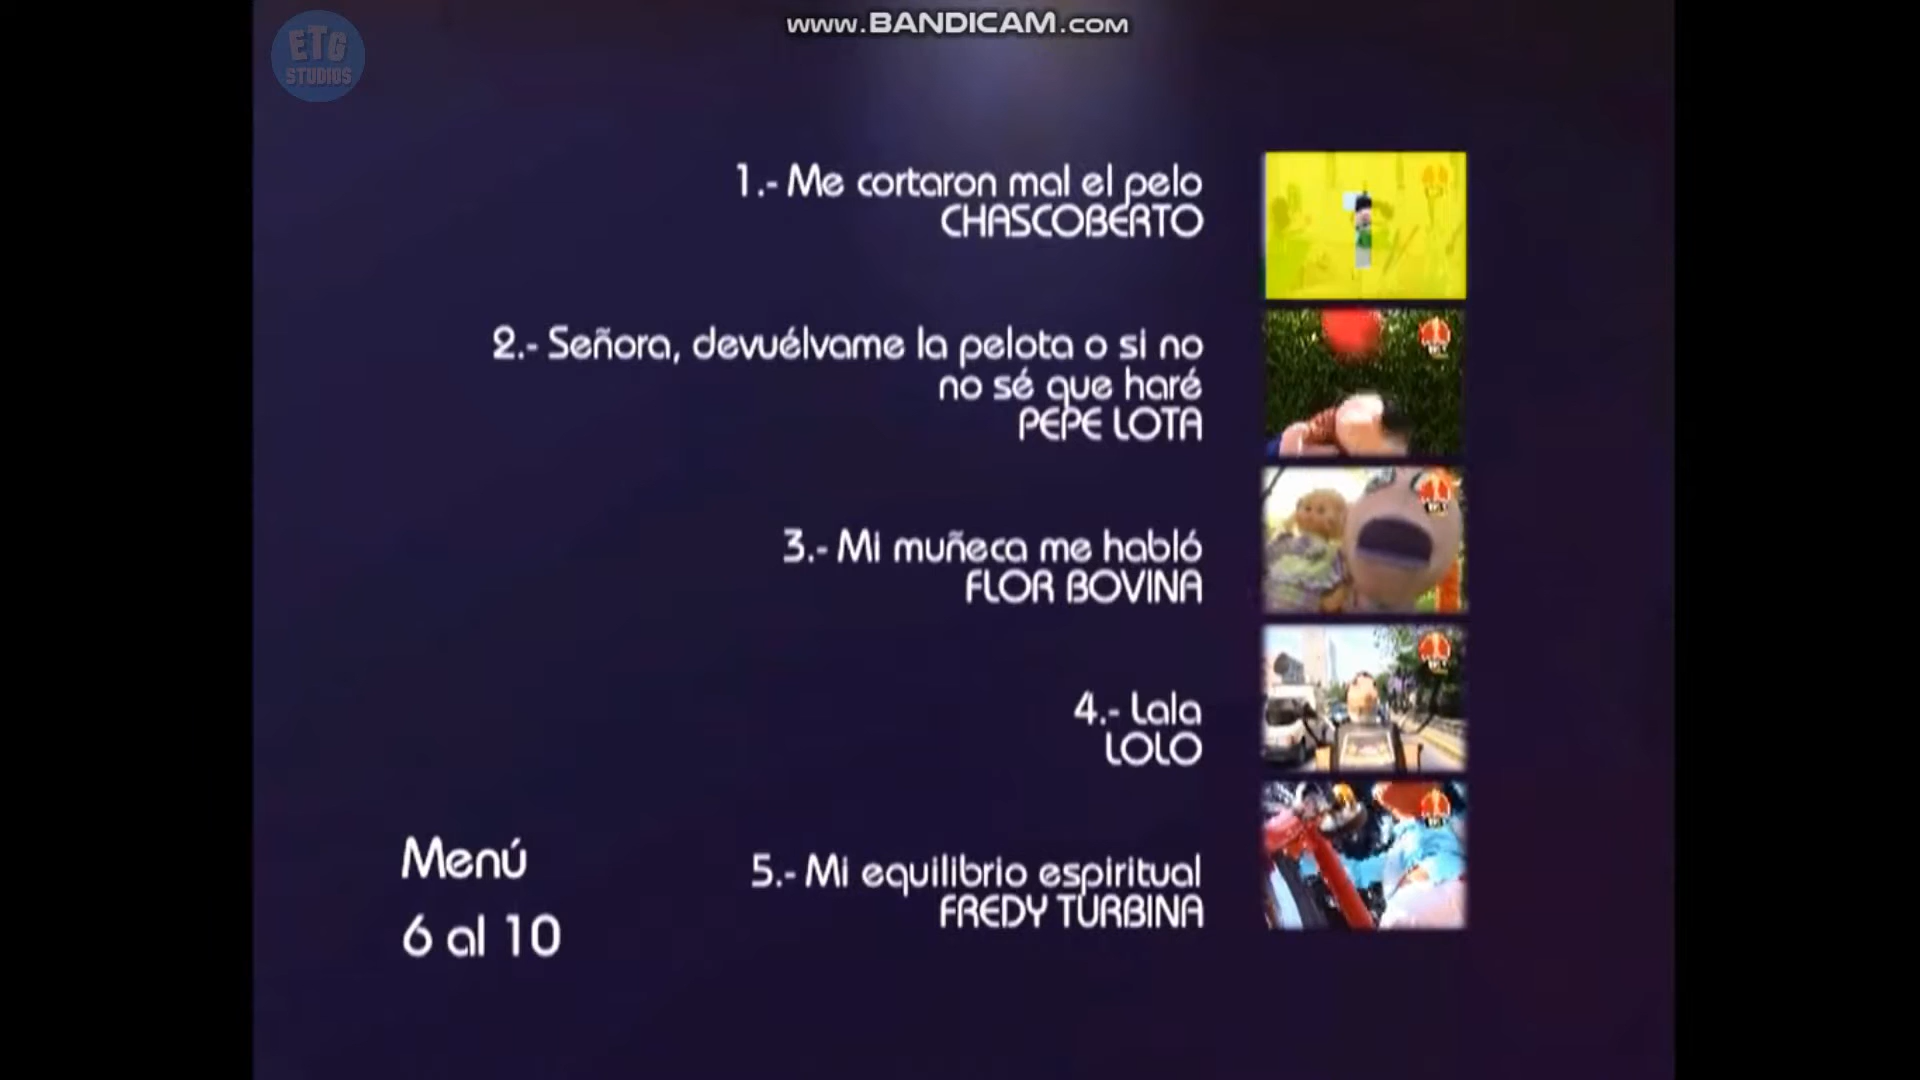 www.BANDICAM.com
ETG
STUDIOS
1.- Me cortaron mal el pelo
CHASCOBERTO
2.- Señora, devuélvame la pelota o si no
no sé que haré
PEPE LOTA
3.- Mi muñeca me habló
FLOR BOVINA
4.- Lala
LOLO
5.- Mi equilibrio espiritual
FREDY TURBINA
Menú
6 al 10